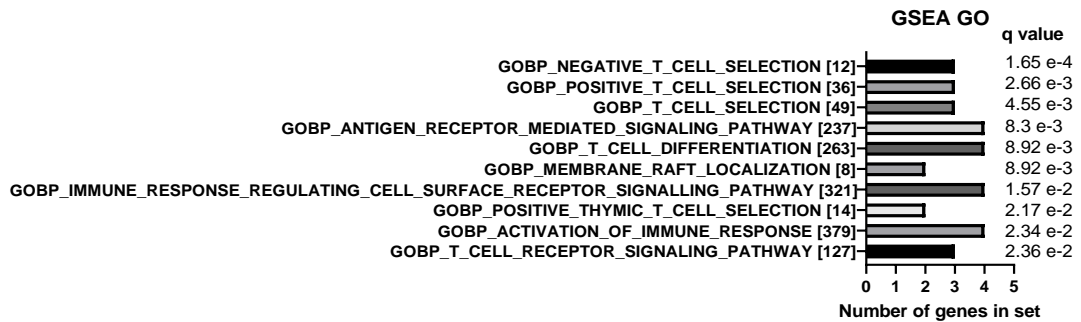 GSEA GO
q value
GOBP_NEGATIVE_T_CELL_SELECTION [12] 1.65 e-4
GOBP_POSITIVE_T_CELL_SELECTION [36] 2.66 e-3
GOBP_T_CELL_SELECTION [49] 4.55 e-3
GOBP_ANTIGEN_RECEPTOR_MEDIATED_SIGNALING_PATHWAY [237] 8.3 e-3
GOBP_T_CELL_DIFFERENTIATION [263] 8.92 e-3
GOBP_MEMBRANE_RAFT_LOCALIZATION [8] 8.92 e-3
GOBP_IMMUNE_RESPONSE_REGULATING_CELL_SURFACE_RECEPTOR_SIGNALLING_PATHWAY [321] 1.57 e-2
GOBP_POSITIVE_THYMIC_T_CELL_SELECTION [14] 2.17 e-2
GOBP_ACTIVATION_OF_IMMUNE_RESPONSE [379] 2.34 e-2
GOBP_T_CELL_RECEPTOR_SIGNALING_PATHWAY [127] 2.36 e-2
0 1 2 3 4 5
Number of genes in set